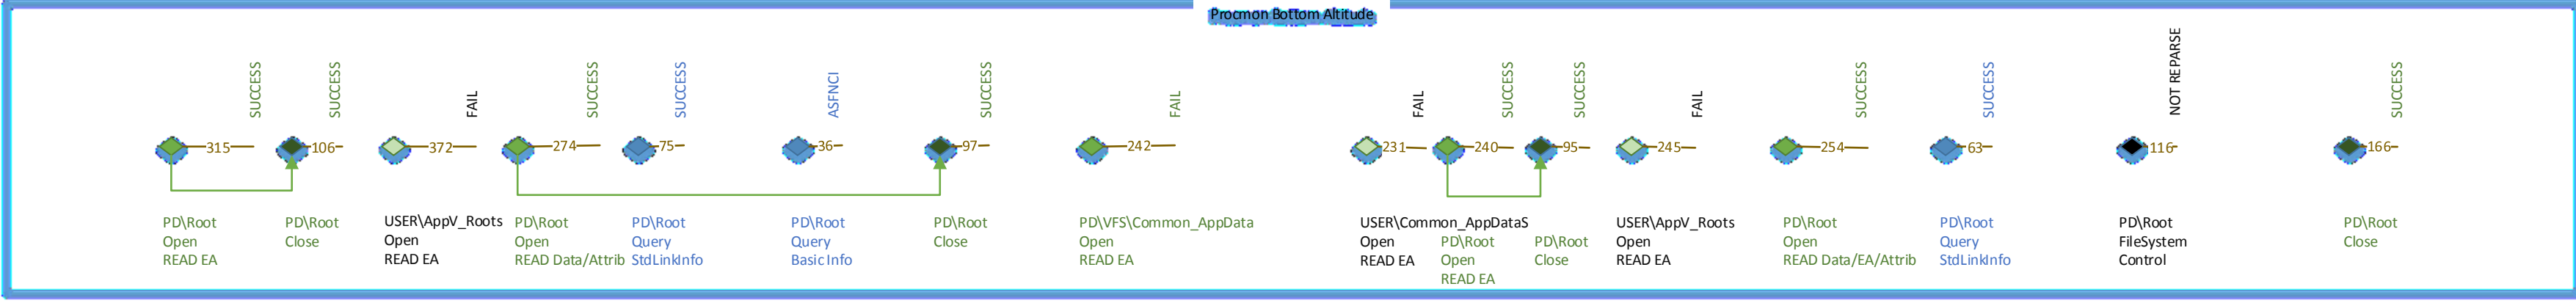 Procmon Bottom Altitude
SUCCESS
SUCCESS
FAIL
SUCCESS
SUCCESS
ASFNCI
SUCCESS
FAIL
FAIL
SUCCESS
SUCCESS
FAIL
SUCCESS
SUCCESS
NOT REPARSE
SUCCESS
315
106
372
274
75
36
97
242
231
240
95
245
254
63
116
166
PD\Root
Open
READ EA
PD\Root
Close
USER\AppV_Roots
Open
READ EA
PD\Root
Open
READ Data/Attrib
PD\Root
Query
StdLinkInfo
PD\Root
Query
Basic Info
PD\Root
Close
PD\VFS\Common_AppData
Open
READ EA
USER\Common_AppDataS
Open
READ EA
PD\Root
Open
READ EA
PD\Root
Close
USER\AppV_Roots
Open
READ EA
PD\Root
Open
READ Data/EA/Attrib
PD\Root
Query
StdLinkInfo
PD\Root
FileSystem
Control
PD\Root
Close